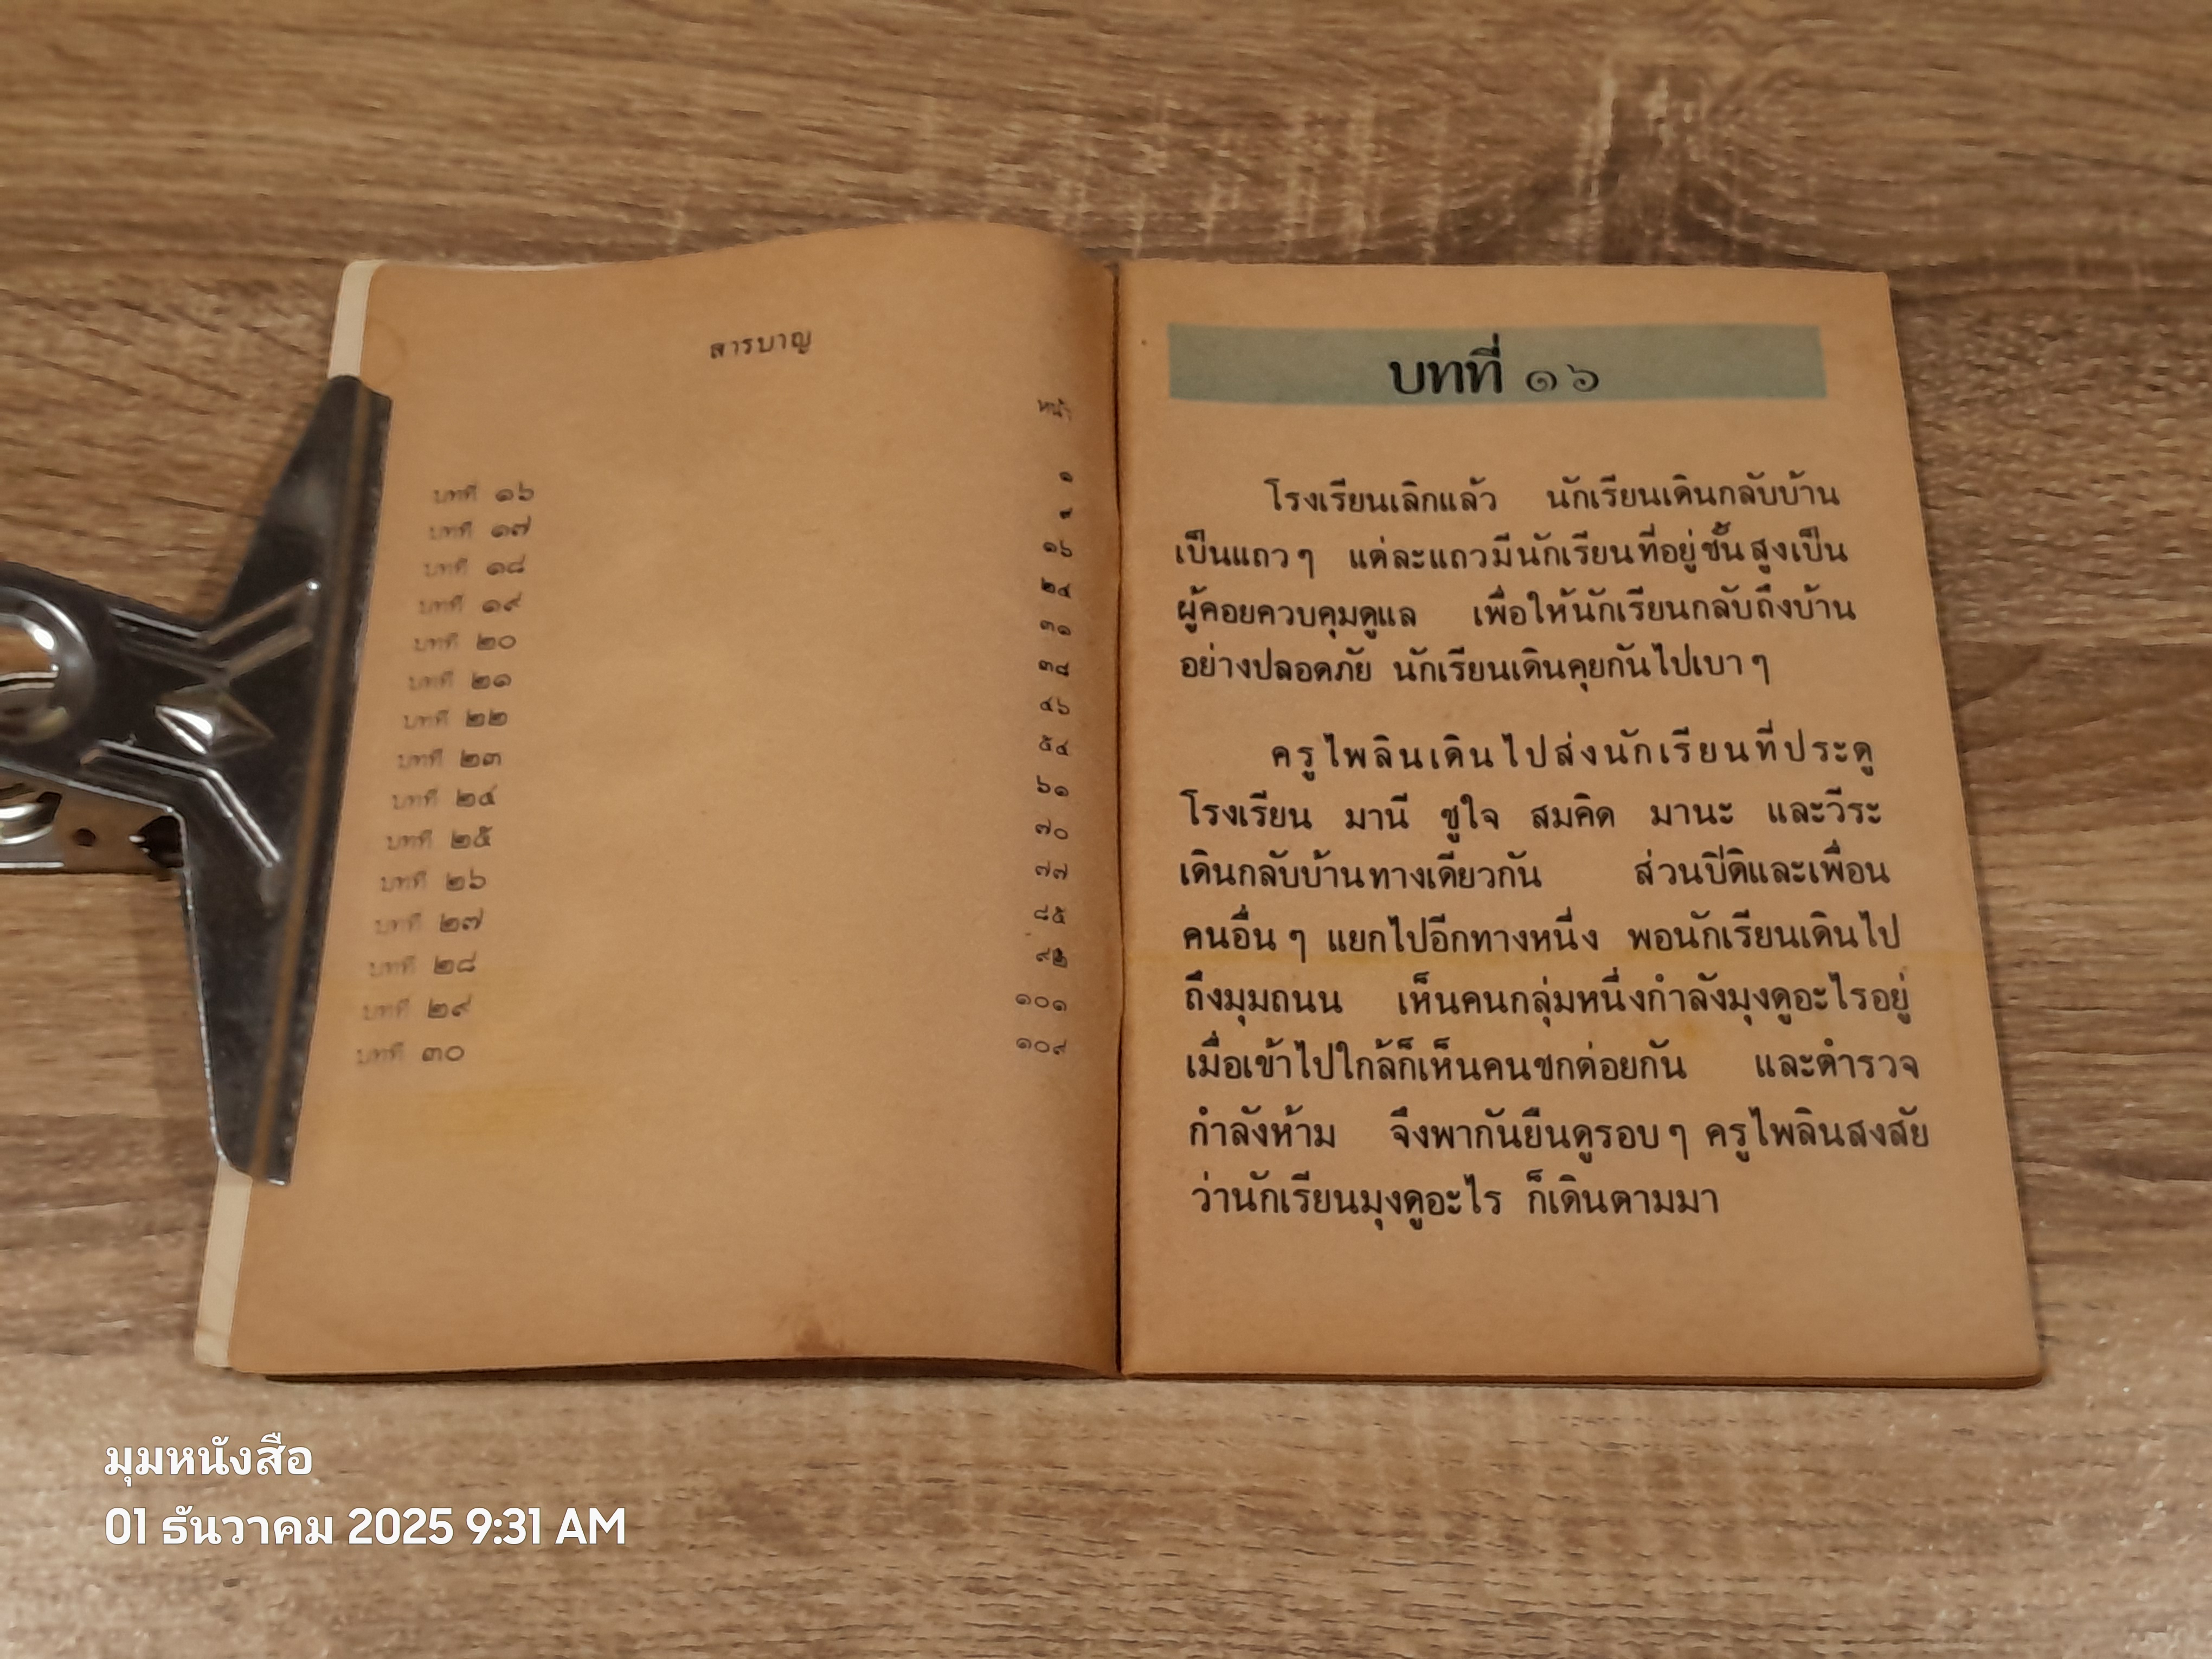 สารบาญ
หน้า
บทที่ ๑๖ ๑
บทที่ ๑๗
บทที่ ๑๘ ๑๖
บทที่ ๑๙ ๒๔
บทที่ ๒๐ ๓๑
บทที่ ๒๑ ๓๘
บทที่ ๒๒ ๔๖
บทที่ ๒๓ ๕๔
บทที่ ๒๔ ๖๑
บทที่ ๒๕ ๗๐
บทที่ ๒๖ ๗๗
บทที่ ๒๗ ๘๕
บทที่ ๒๘
บทที่ ๒๙ ๑๐๑
บทที่ ๓๐ ๑๐๙
บทที่ ๑๖
โรงเรียนเลิกแล้ว นักเรียนเดินกลับบ้าน
เป็นแถวๆ แต่ละแถวมีนักเรียนที่อยู่ชั้นสูงเป็น
ผู้คอยควบคุมดูแล เพื่อให้นักเรียนกลับถึงบ้าน
อย่างปลอดภัย นักเรียนเดินคุยกันไปเบาๆ
ครูไพลินเดินไปส่งนักเรียนที่ประตู
โรงเรียน มานี ชูใจ สมคิด มานะ และวีระ
เดินกลับบ้านทางเดียวกัน ส่วนปิติและเพื่อน
คนอื่นๆ แยกไปอีกทางหนึ่ง พอนักเรียนเดินไป
ถึงมุมถนน เห็นคนกลุ่มหนึ่งกำลังมุงดูอะไรอยู่
เมื่อเข้าไปใกล้ก็เห็นคนชกต่อยกัน และตำรวจ
กำลังห้าม จึงพากันยืนดูรอบๆ ครูไพลินสงสัย
ว่านักเรียนมุงดูอะไร ก็เดินตามมา
มุมหนังสือ
01 ธันวาคม 2025 9:31 AM